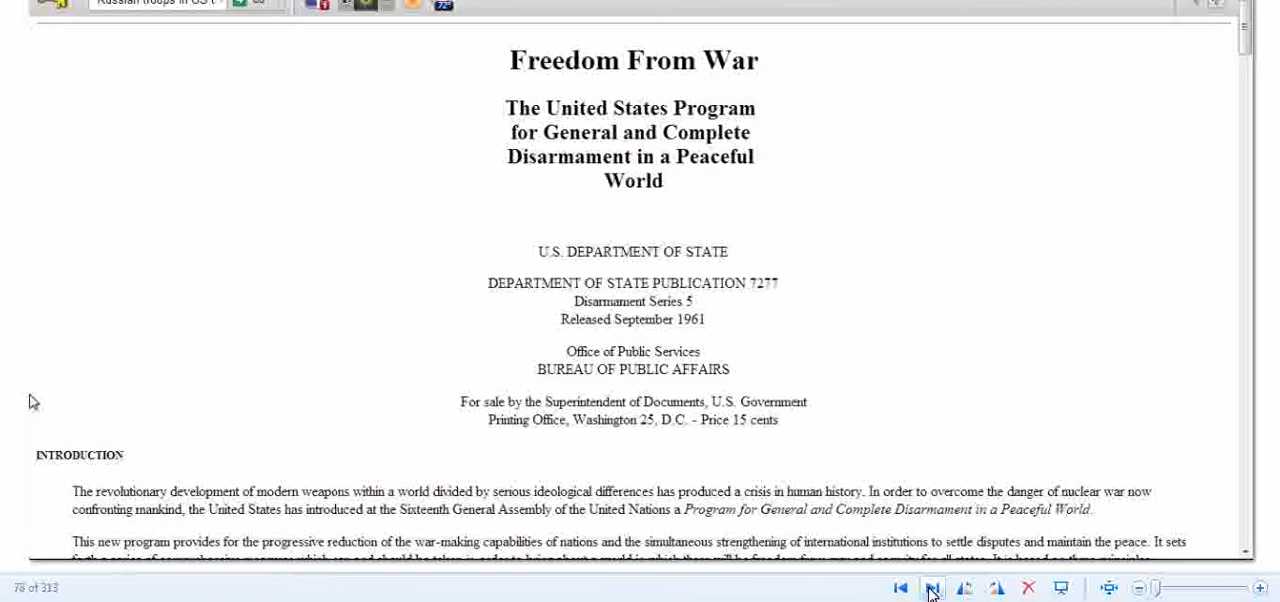 Russian troops in US t
Freedom From War
The United States Program
for General and Complete
Disarmament in a Peaceful
World
U.S. DEPARTMENT OF STATE
DEPARTMENT OF STATE PUBLICATION 7277
Disarmament Series 5
Released September 1961
Office of Public Services
BUREAU OF PUBLIC AFFAIRS
For sale by the Superintendent of Documents, U.S. Government
Printing Office, Washington 25, D.C. - Price 15 cents
INTRODUCTION
The revolutionary development of modern weapons within a world divided by serious ideological differences has produced a crisis in human history. In order to overcome the danger of nuclear war now
confronting mankind, the United States has introduced at the Sixteenth General Assembly of the United Nations a Program for General and Complete Disarmament in a Peaceful World.
This new program provides for the progressive reduction of the war-making capabilities of nations and the simultaneous strengthening of international institutions to settle disputes and maintain the peace. It sets
78 of 313